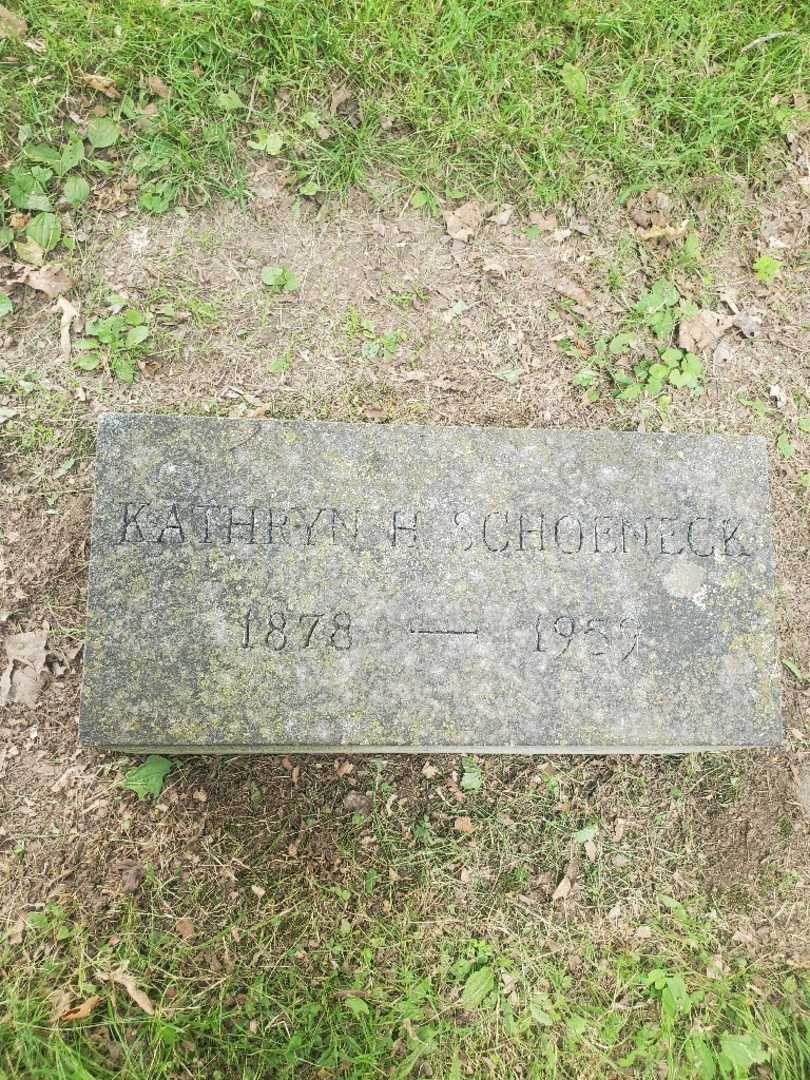 KATHRYN H SCHOENECK
1878 — 1959